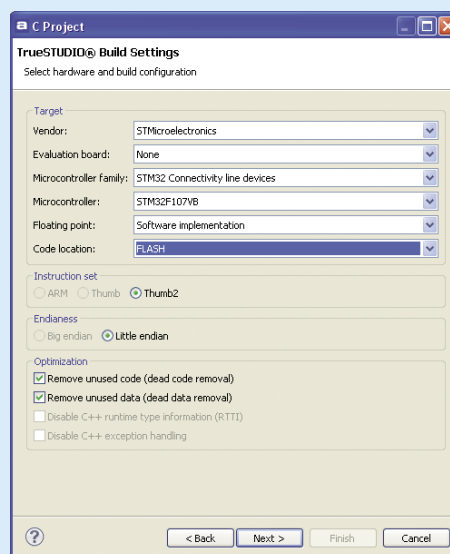 C Project
TrueSTUDIO® Build Settings
Select hardware and build configuration
Target
Vendor: STMicroelectronics
Evaluation board: None
Microcontroller family: STM32 Connectivity line devices
Microcontroller: STM32F107VB
Floating point: Software implementation
Code location: FLASH
Instruction set
ARM Thumb Thumb2
Endianess
Big endian Little endian
Optimization
Remove unused code (dead code removal)
Remove unused data (dead data removal)
Disable C++ runtime type information (RTTI)
Disable C++ exception handling
? < Back Next > Finish Cancel